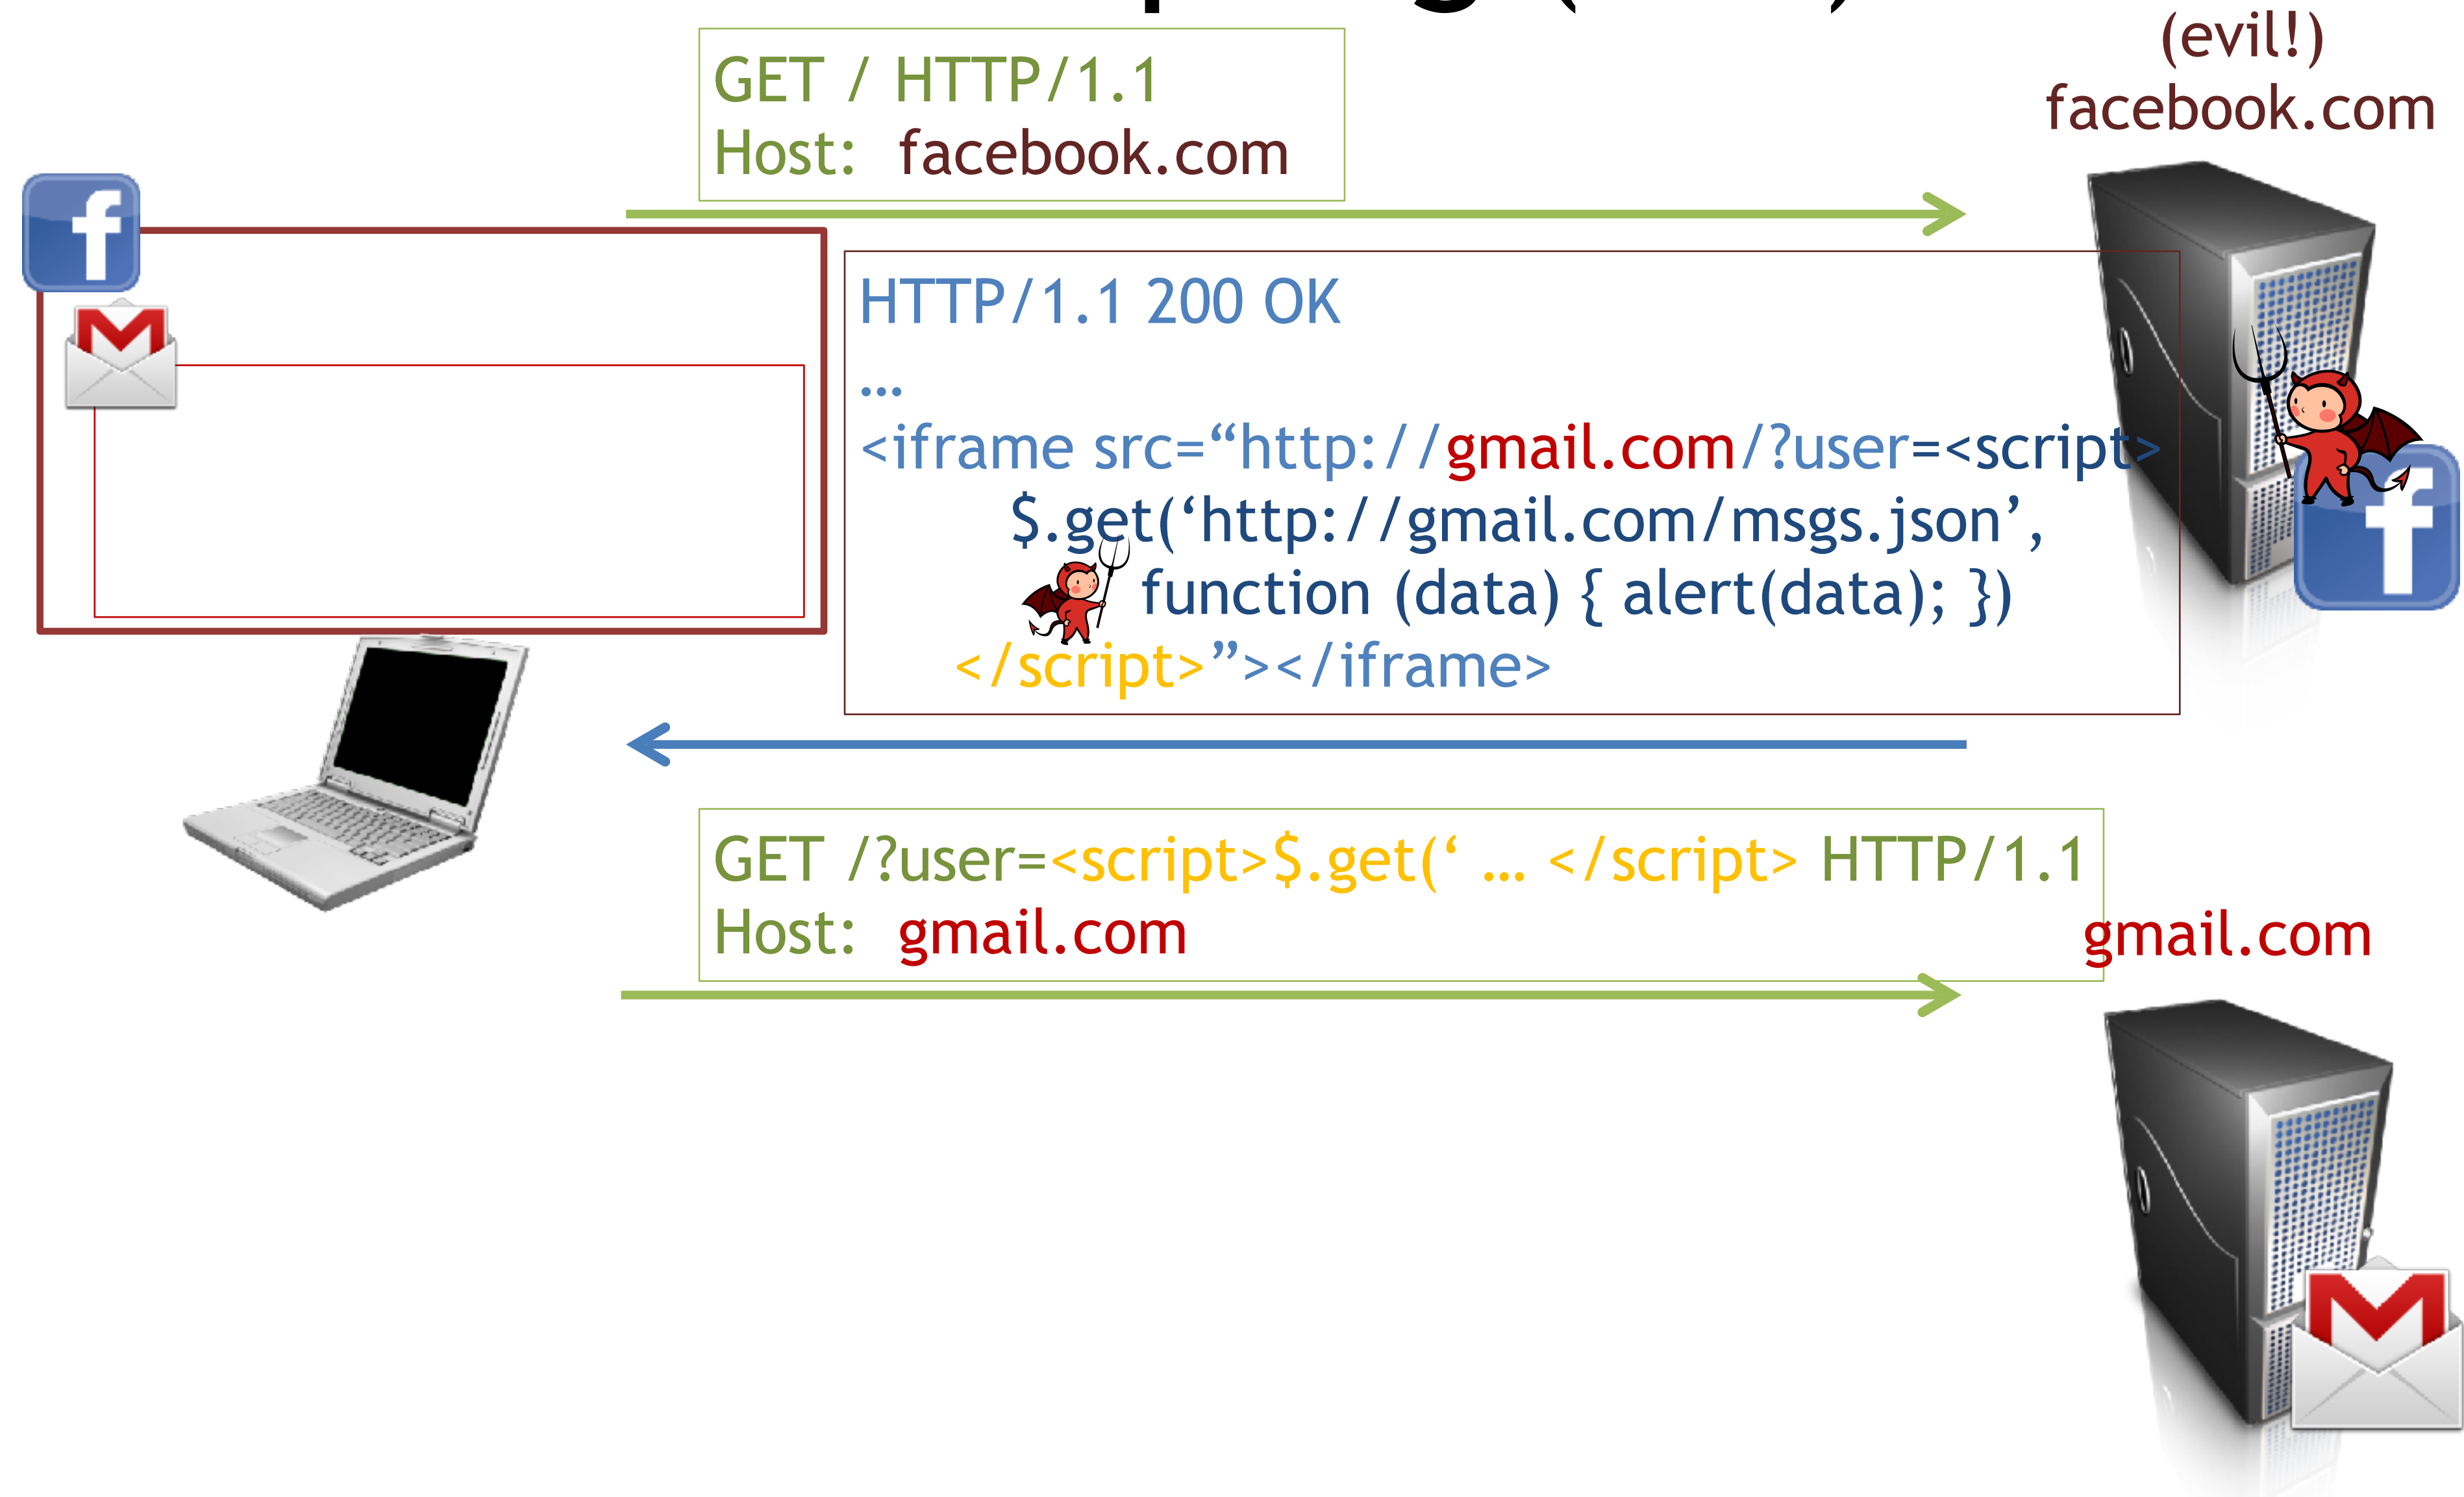 (evil!)
facebook.com
GET / HTTP/1.1
Host: facebook.com
HTTP/1.1 200 OK
…
<iframe src=“http://gmail.com/?user=<script>
$.get(‘http://gmail.com/msgs.json’,
function (data) { alert(data); })
</script>”></iframe>
GET /?user=<script>$.get(‘ … </script> HTTP/1.1
Host: gmail.com
gmail.com